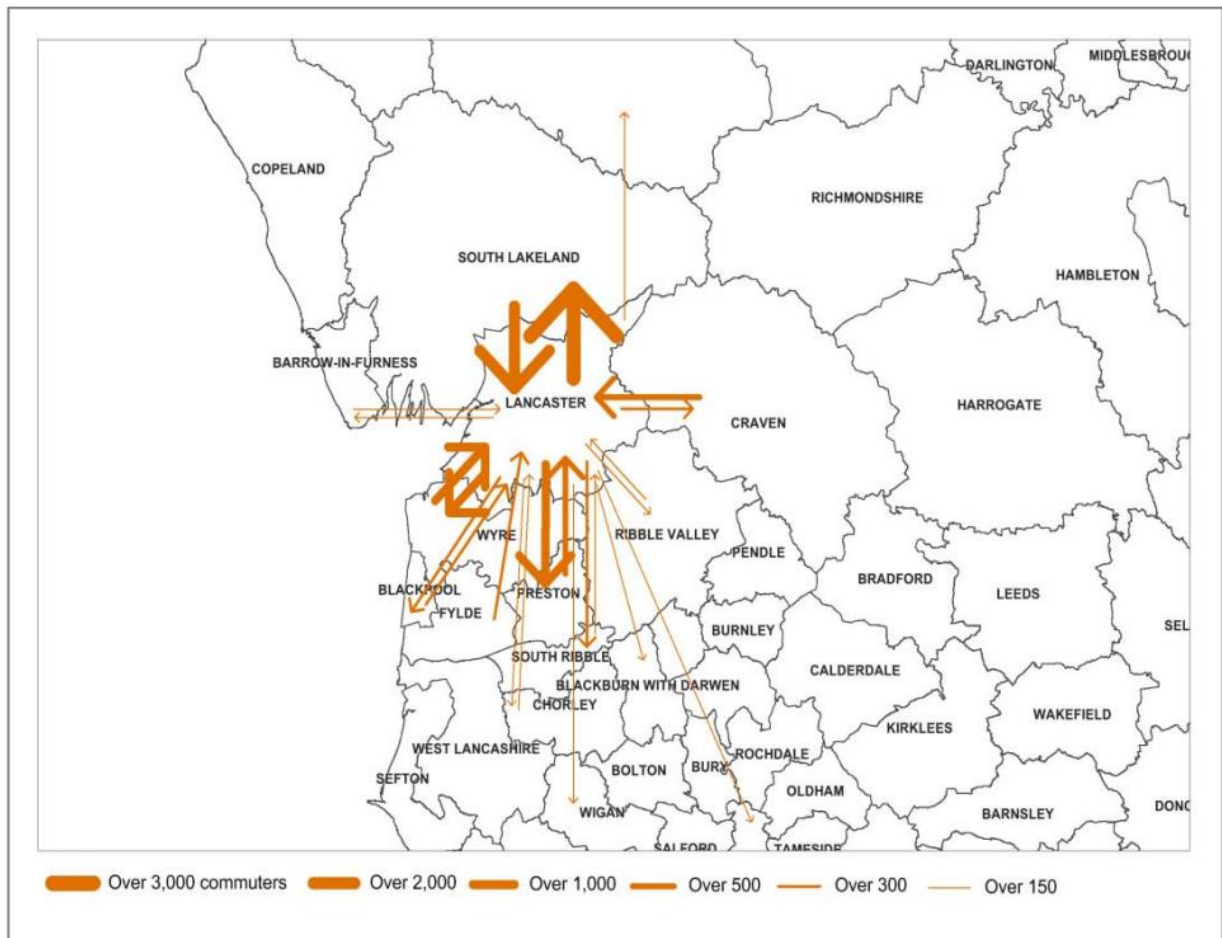 DARLINGTON
MIDDLESBROUG
COPELAND
RICHMONDSHIRE
SOUTH LAKELAND
HAMBLETON
BARROW-IN-FURNESS
LANCASTER
HARROGATE
CRAVEN
WYRE
RIBBLE VALLEY
PENDLE
BRADFORD
LEEDS
BLACKPOOL
PRESTON
FYLDE
SEL
BURNLEY
SOUTH RIBBLE
CALDERDALE
BLACKBURN WITH DARWEN
CHORLEY
WAKEFIELD
KIRKLEES
WEST LANCASHIRE
ROCHDALE
BURY
BOLTON
SEFTON
OLDHAM
DONC
WIGAN
BARNSLEY
SALFORD
TAMESIDE
Over 3,000 commuters Over 2,000 Over 1,000 Over 500 Over 300 Over 150